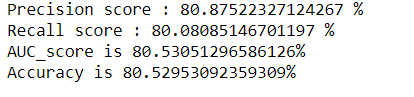 Precision score : 80.87522327124267 %
Recall score : 80.08085146701197 %
AUC_score is 80.53051296586126%
Accuracy is 80.52953092359309%